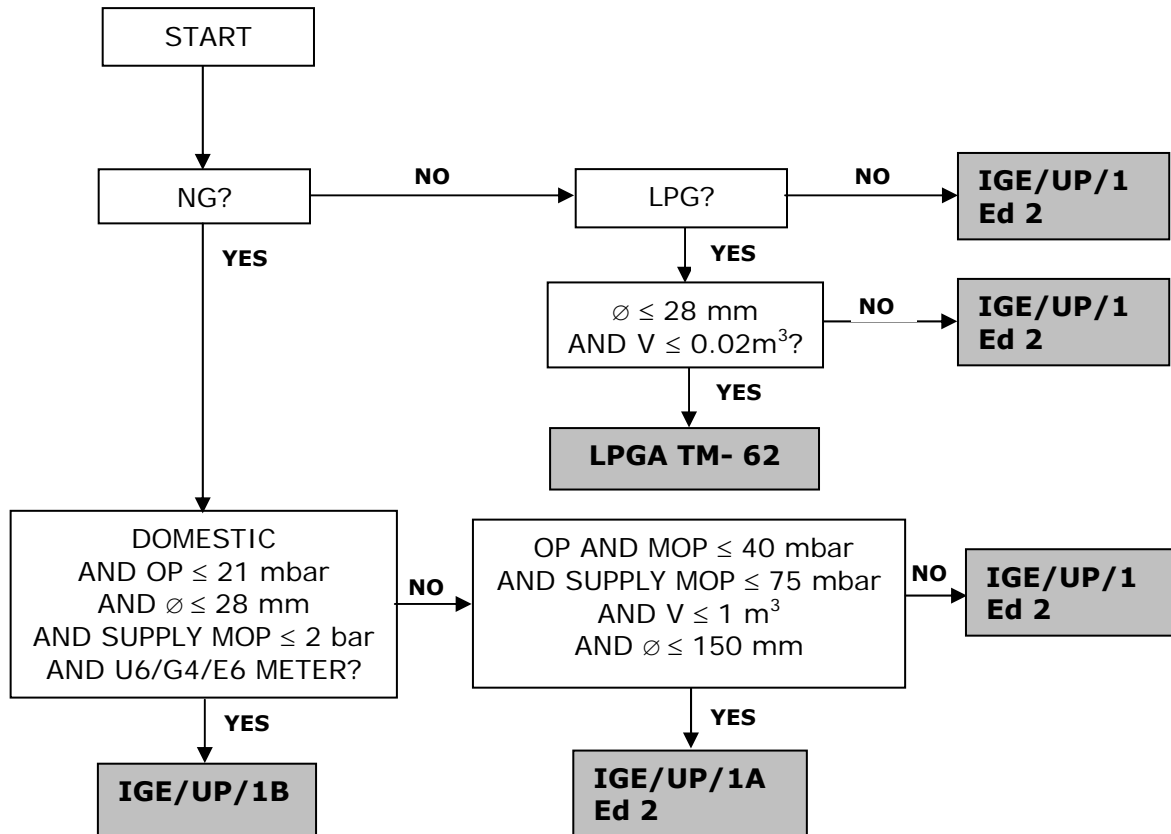 START
NG?
NO
LPG?
NO
IGE/UP/1
Ed 2
YES
YES
⌀ ≤ 28 mm
AND V ≤ 0.02m³?
NO
IGE/UP/1
Ed 2
YES
LPGA TM- 62
DOMESTIC
AND OP ≤ 21 mbar
AND ⌀ ≤ 28 mm
AND SUPPLY MOP ≤ 2 bar
AND U6/G4/E6 METER?
NO
OP AND MOP ≤ 40 mbar
AND SUPPLY MOP ≤ 75 mbar
AND V ≤ 1 m³
AND ⌀ ≤ 150 mm
NO
IGE/UP/1
Ed 2
YES
YES
IGE/UP/1B
IGE/UP/1A
Ed 2